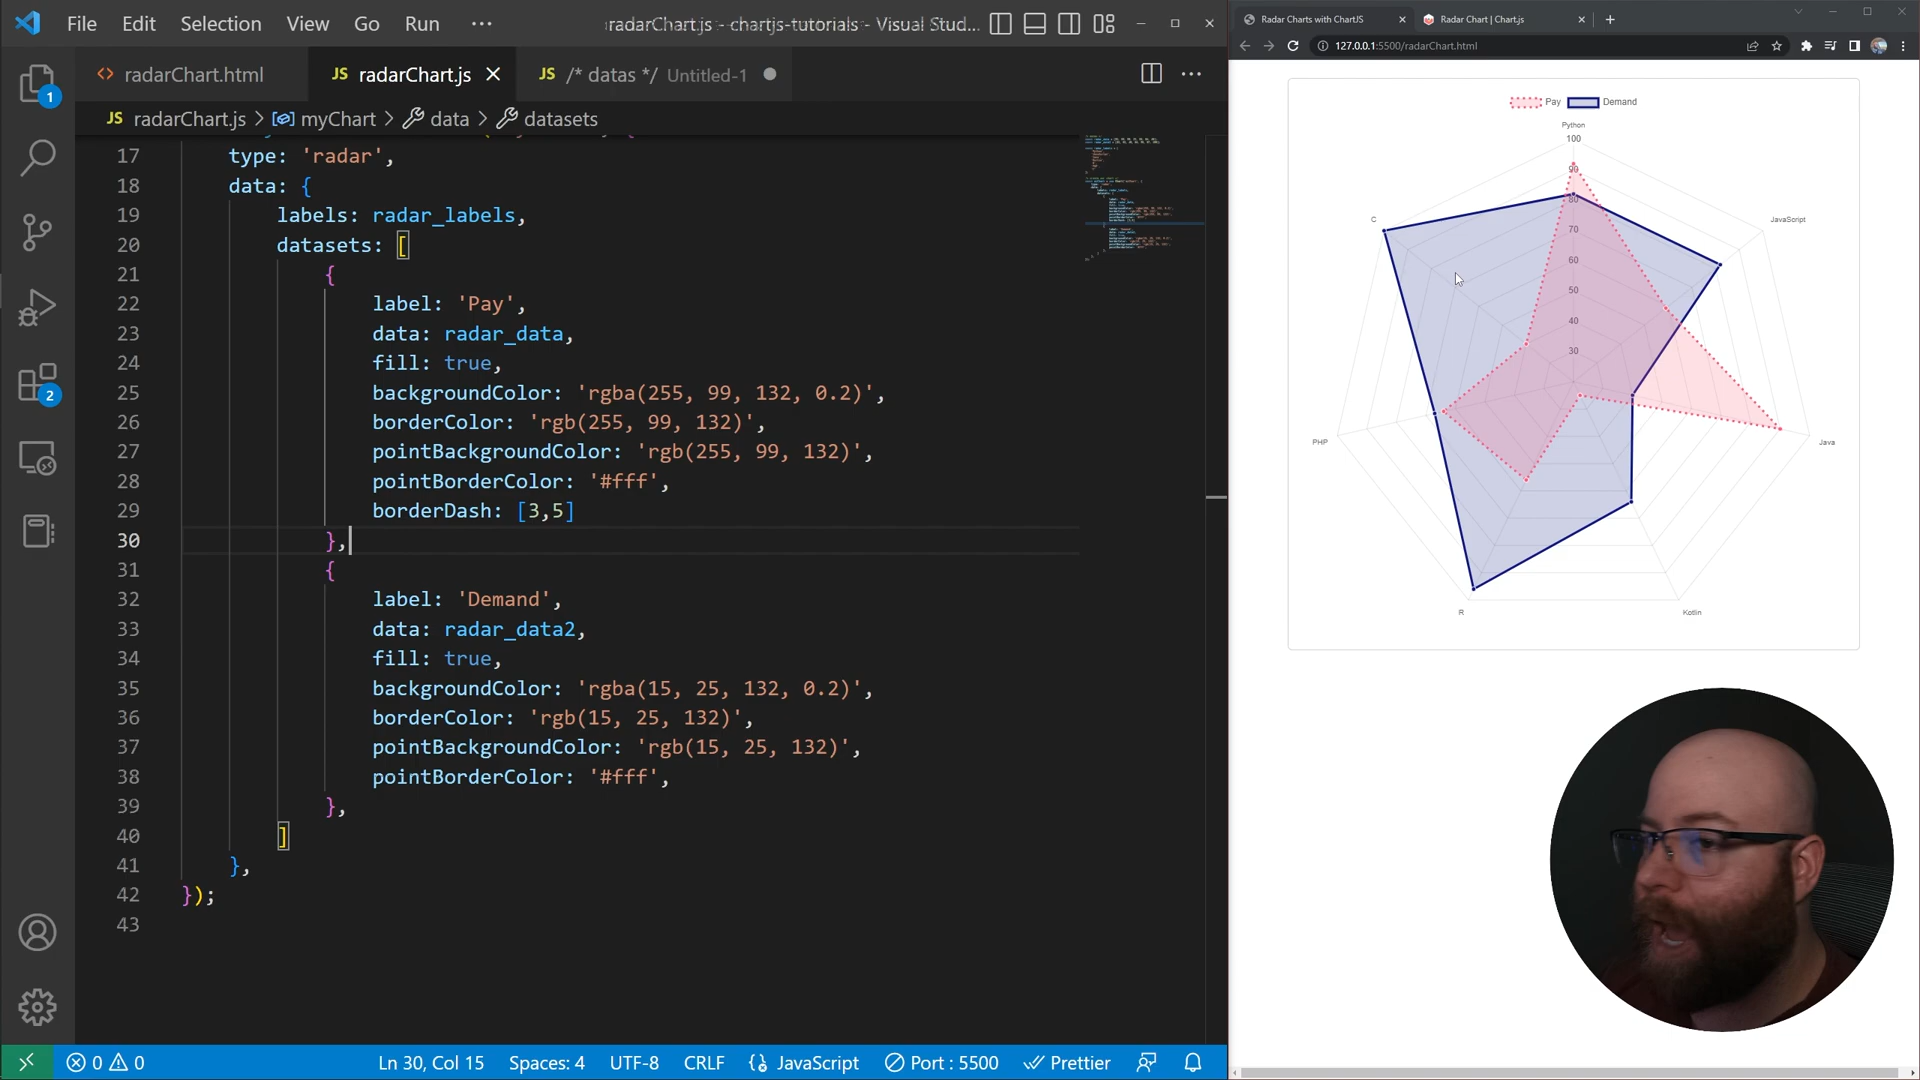 File Edit Selection View Go Run ··· radarChart.js - chartjs-tutorials - Visual Stud...
radarChart.html JS radarChart.js JS /* datas */ Untitled-1
JS radarChart.js > myChart > data > datasets
17 type: 'radar',
18 data: {
19 labels: radar_labels,
20 datasets: [
21 {
22 label: 'Pay',
23 data: radar_data,
24 fill: true,
25 backgroundColor: 'rgba(255, 99, 132, 0.2)',
26 borderColor: 'rgb(255, 99, 132)',
27 pointBackgroundColor: 'rgb(255, 99, 132)',
28 pointBorderColor: '#fff',
29 borderDash: [3,5]
30 },
31 {
32 label: 'Demand',
33 data: radar_data2,
34 fill: true,
35 backgroundColor: 'rgba(15, 25, 132, 0.2)',
36 borderColor: 'rgb(15, 25, 132)',
37 pointBackgroundColor: 'rgb(15, 25, 132)',
38 pointBorderColor: '#fff',
39 },
40 ]
41 },
42 });
43
1
2
0 0 Ln 30, Col 15 Spaces: 4 UTF-8 CRLF {} JavaScript Port : 5500 Prettier
Radar Charts with ChartJS Radar Chart | Chart.js
127.0.0.1:5500/radarChart.html
Pay Demand
Python
100
90
80
70
60
50
40
30
C
JavaScript
PHP
Java
R
Kotlin